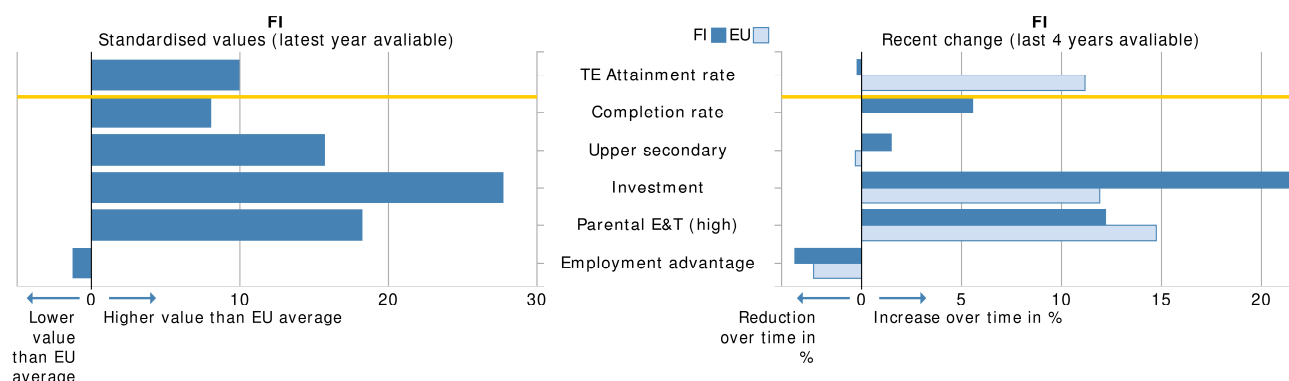 FI
Standardised values (latest year avaliable)
FI EU
FI
Recent change (last 4 years avaliable)
TE Attainment rate
Completion rate
Upper secondary
Investment
Parental E&T (high)
Employment advantage
0 10 20 30
Lower
value
than EU
average
Higher value than EU average
0 5 10 15 20
Reduction
over time in
%
Increase over time in %